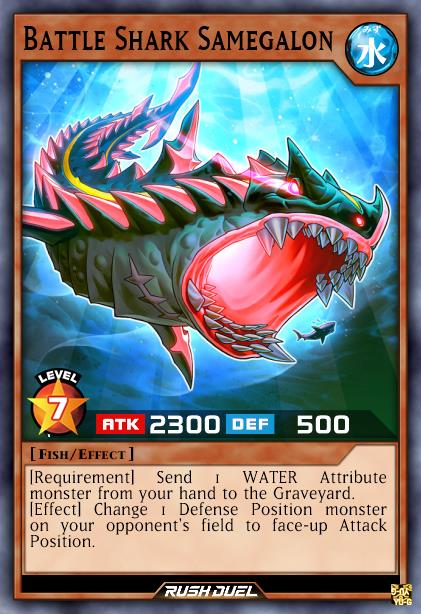 Battle Shark Samegalon
みず
水
LEVEL
7
ATK 2300 DEF 500
[Fish/Effect]
[Requirement] Send 1 WATER Attribute
monster from your hand to the Graveyard.
[Effect] Change 1 Defense Position monster
on your opponent's field to face-up Attack
Position.
RUSH DUEL